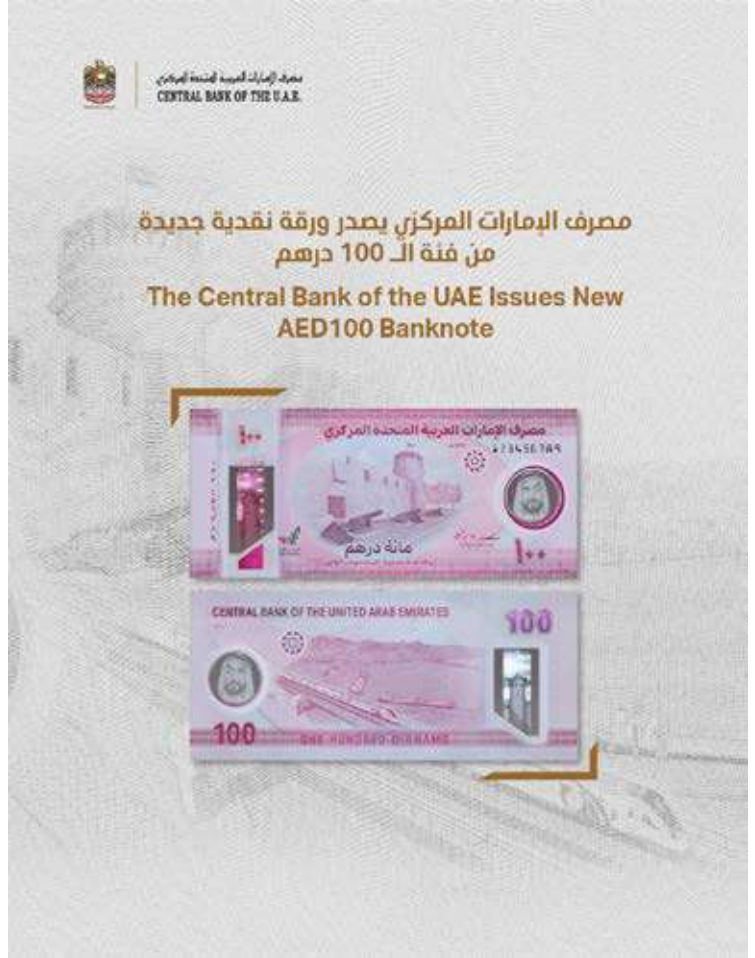 مصرف الإمارات العربية المتحدة المركزي
CENTRAL BANK OF THE U.A.E.
مصرف الإمارات المركزي يصدر ورقة نقدية جديدة
من فئة الـ 100 درهم
The Central Bank of the UAE Issues New
AED100 Banknote
مصرف الإمارات العربية المتحدة المركزي
١٠٠
مائة درهم
١٠٠
CENTRAL BANK OF THE UNITED ARAB EMIRATES
100
100
ONE HUNDRED DIRHAMS